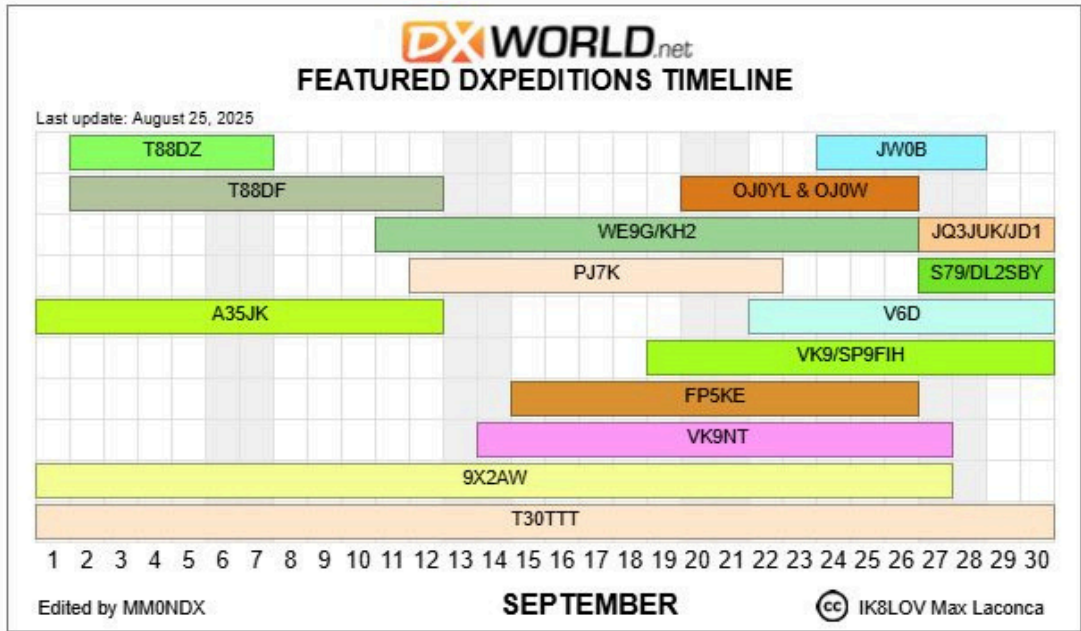 DXWORLD.net
FEATURED DXPEDITIONS TIMELINE
Last update: August 25, 2025
T88DZ JW0B
T88DF OJ0YL & OJ0W
WE9G/KH2 JQ3JUK/JD1
PJ7K S79/DL2SBY
A35JK V6D
VK9/SP9FIH
FP5KE
VK9NT
9X2AW
T30TTT
1 2 3 4 5 6 7 8 9 10 11 12 13 14 15 16 17 18 19 20 21 22 23 24 25 26 27 28 29 30
Edited by MM0NDX SEPTEMBER cc IK8LOV Max Laconca